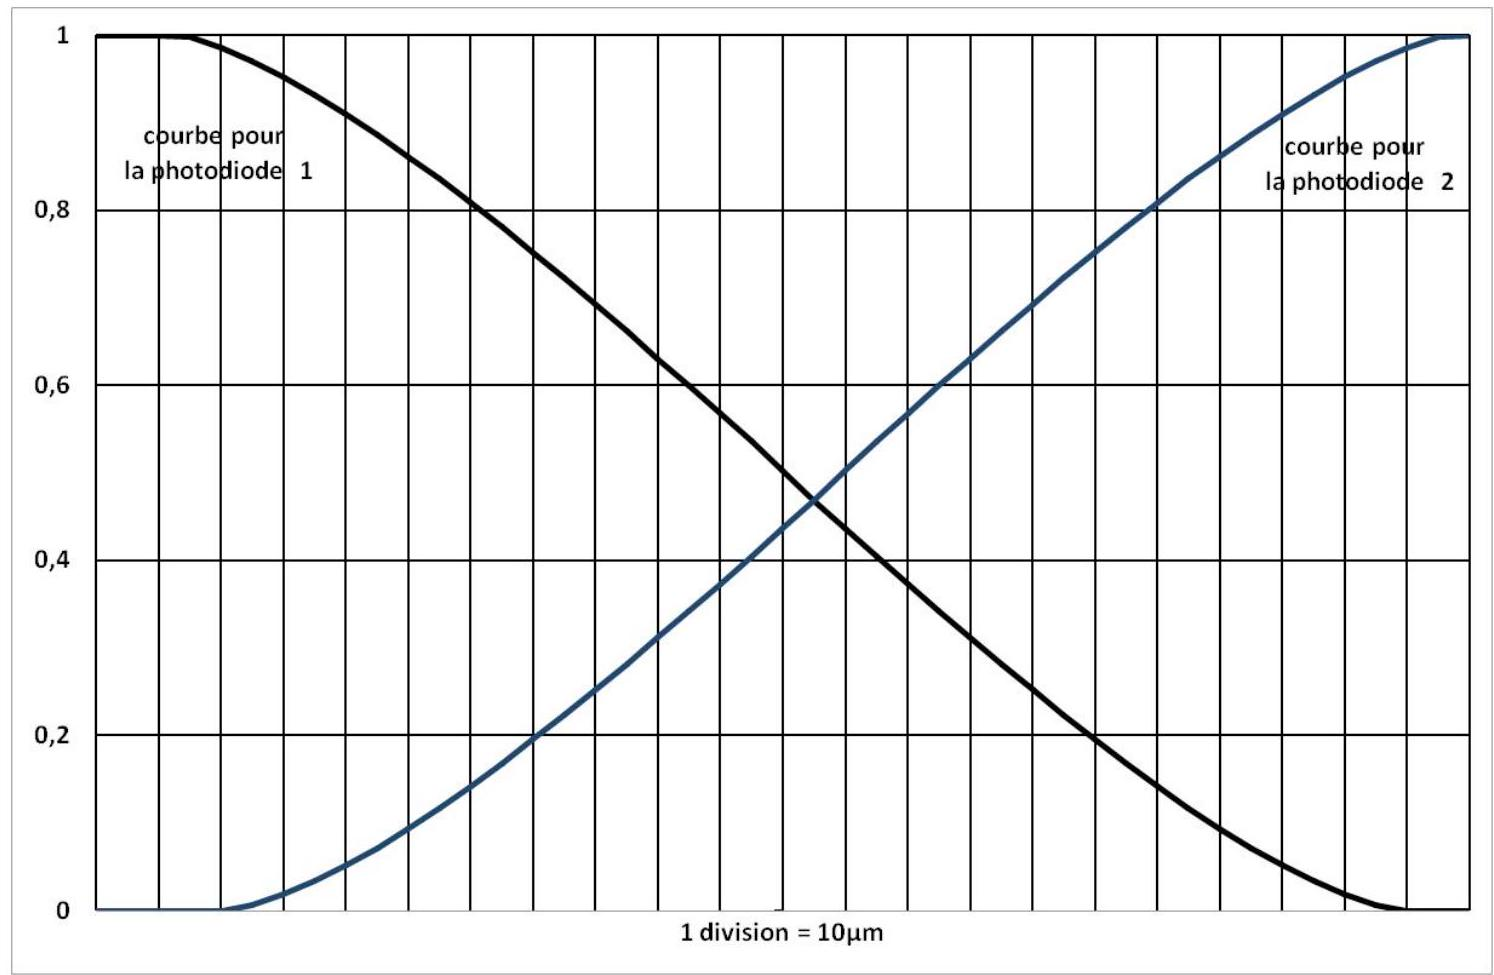 1
courbe pour
la photodiode 1
courbe pour
la photodiode 2
0,8
0,6
0,4
0,2
0
1 division = 10µm